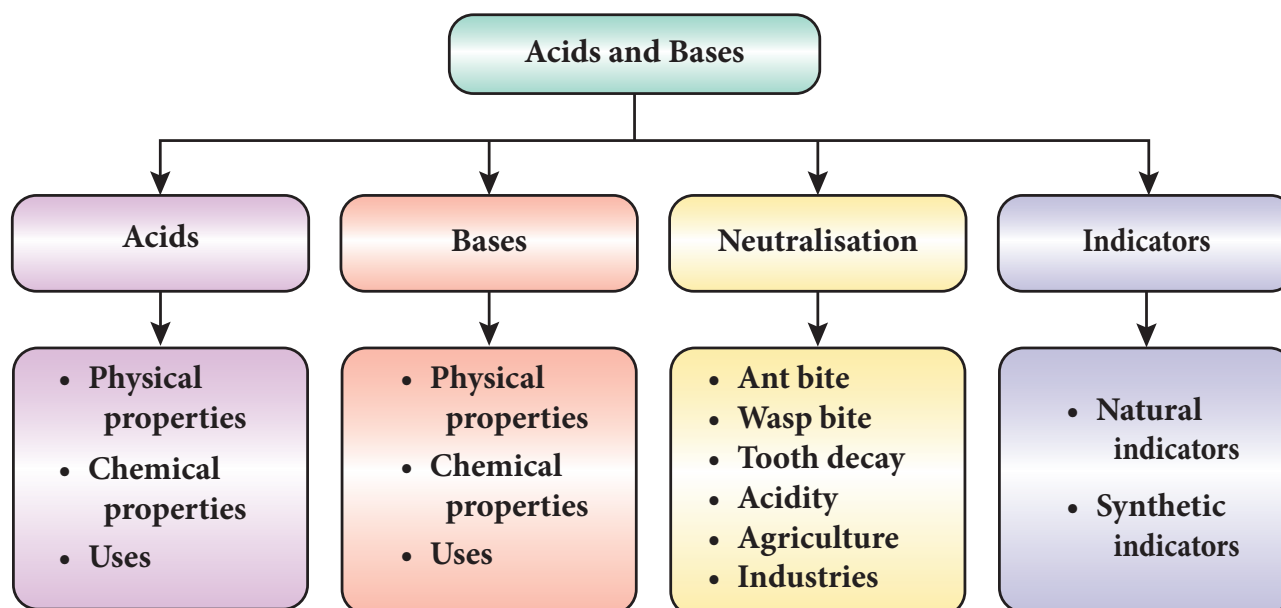 Acids and Bases
Acids
Bases
Neutralisation
Indicators
• Physical
properties
• Chemical
properties
• Uses
• Physical
properties
• Chemical
properties
• Uses
• Ant bite
• Wasp bite
• Tooth decay
• Acidity
• Agriculture
• Industries
• Natural
indicators
• Synthetic
indicators